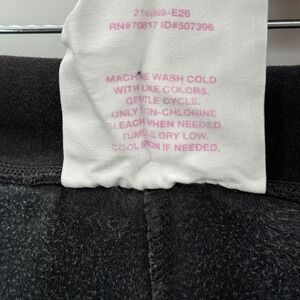 216869-E26
RN#70817 ID#507396
MACHINE WASH COLD
WITH LIKE COLORS.
GENTLE CYCLE.
ONLY NON-CHLORINE
BLEACH WHEN NEEDED
TUMBLE DRY LOW.
COOL IRON IF NEEDED.